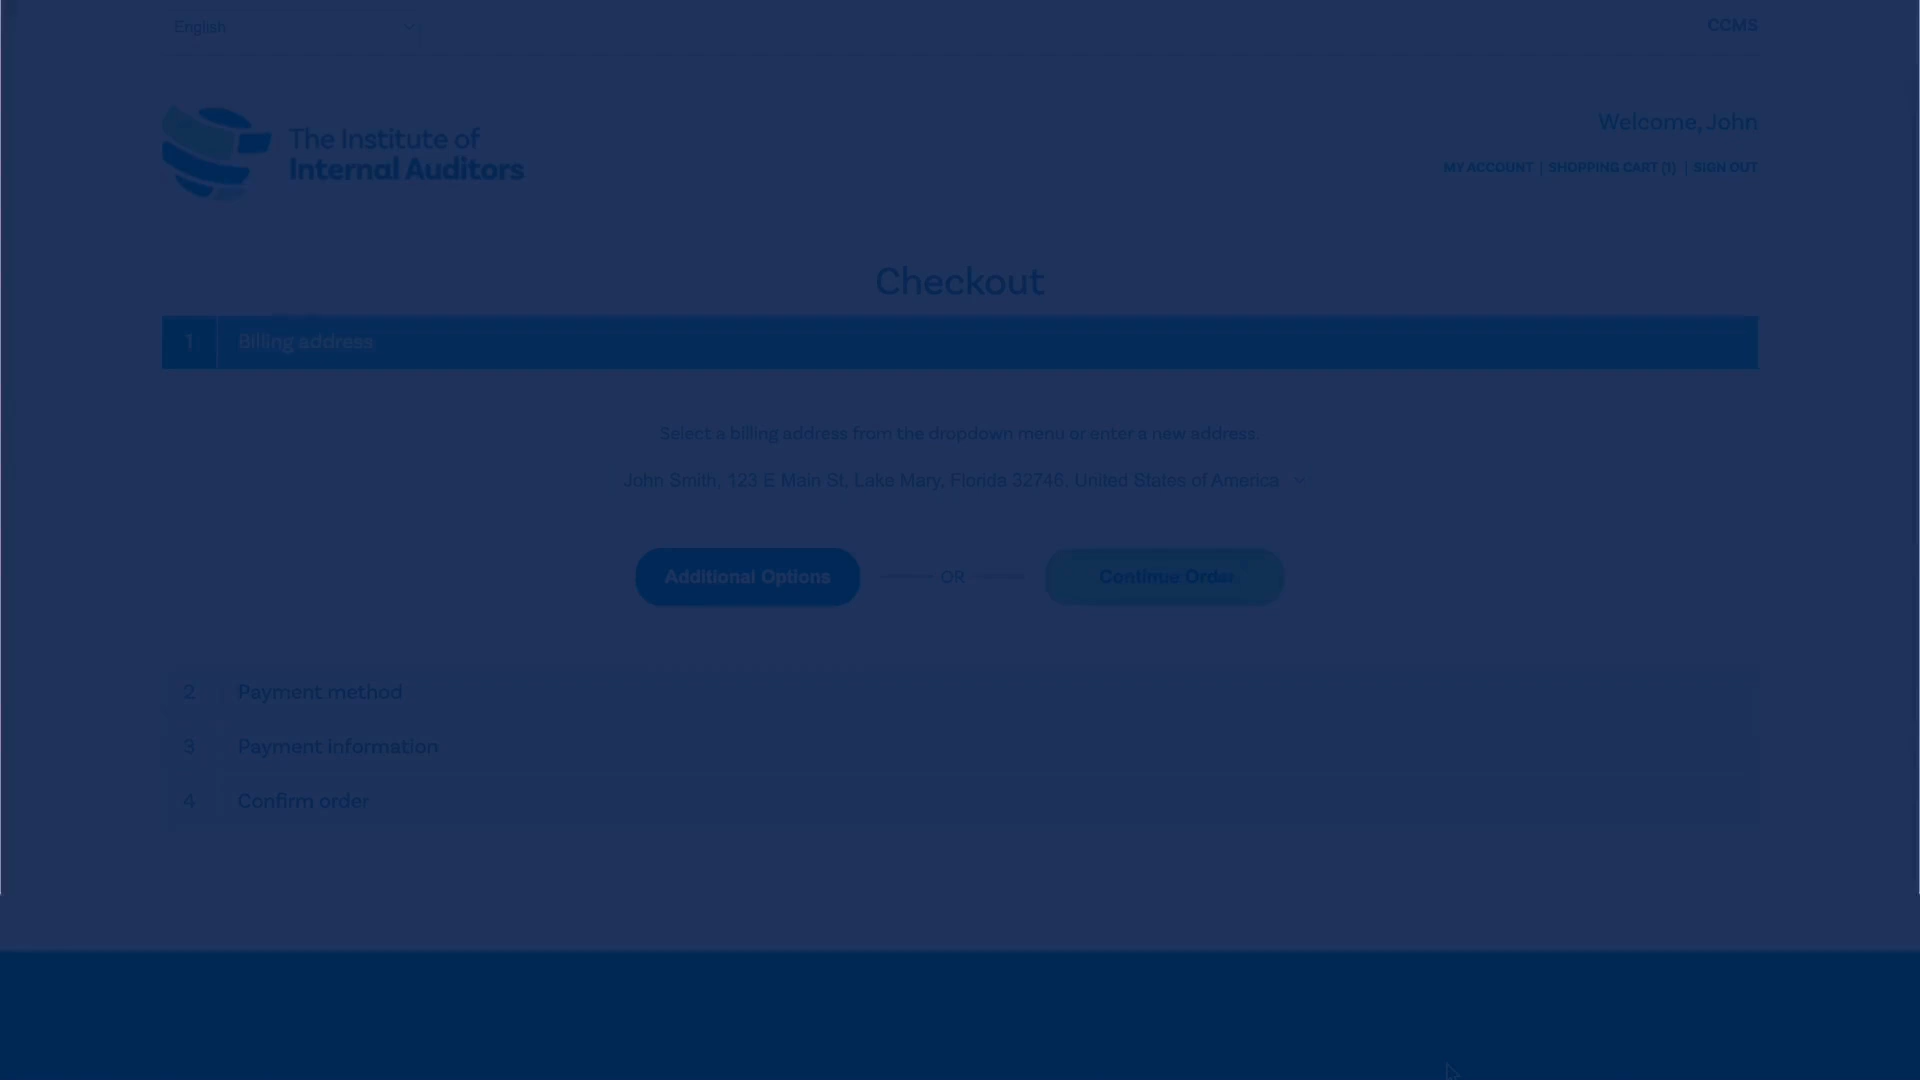 English
CCMS
The Institute of
Internal Auditors
Welcome, John
MY ACCOUNT | SHOPPING CART (1) | SIGN OUT
Checkout
1 Billing address
Select a billing address from the dropdown menu or enter a new address.
John Smith, 123 E Main St, Lake Mary, Florida 32746, United States of America
Additional Options OR Continue Order
2 Payment method
3 Payment information
4 Confirm order